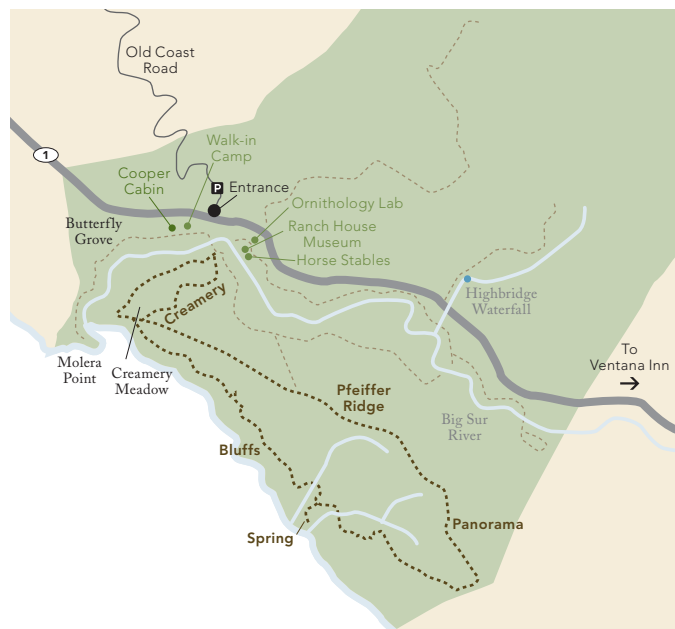 Old Coast
Road
1
Walk-in
Camp
Cooper
Cabin
P
Entrance
Ornithology Lab
Butterfly
Grove
Ranch House
Museum
Horse Stables
Creamery
Highbridge
Waterfall
Molera
Point
Creamery
Meadow
To
Ventana Inn
Pfeiffer
Ridge
Big Sur
River
Bluffs
Panorama
Spring